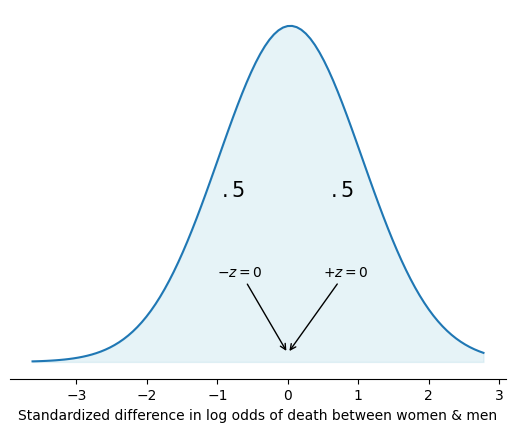 .5 .5
−z = 0 +z = 0
−3 −2 −1 0 1 2 3
Standardized difference in log odds of death between women & men